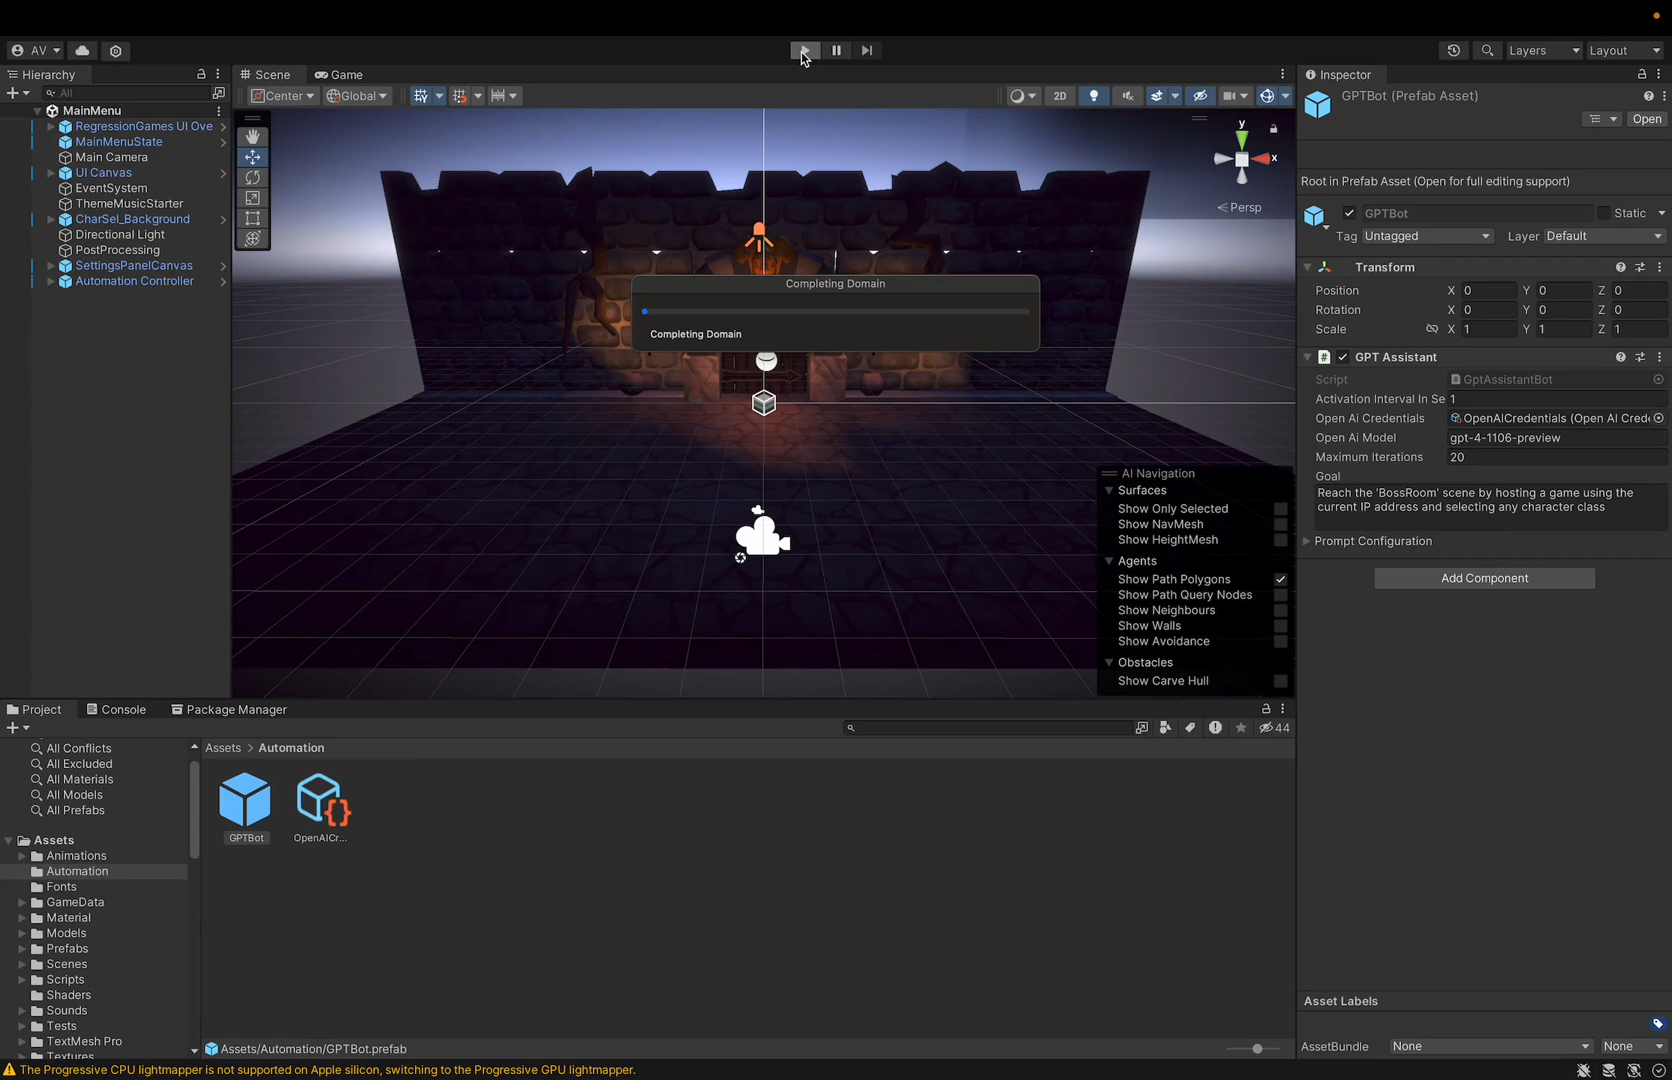 AV
Layers
Layout
Hierarchy
All
MainMenu
RegressionGames UI Ove
MainMenuState
Main Camera
UI Canvas
EventSystem
ThemeMusicStarter
CharSel_Background
Directional Light
PostProcessing
SettingsPanelCanvas
Automation Controller
Scene
Game
Center
Global
2D
y
x
Persp
Completing Domain
Completing Domain
AI Navigation
Surfaces
Show Only Selected
Show NavMesh
Show HeightMesh
Agents
Show Path Polygons
Show Path Query Nodes
Show Neighbours
Show Walls
Show Avoidance
Obstacles
Show Carve Hull
Inspector
GPTBot (Prefab Asset)
Open
Root in Prefab Asset (Open for full editing support)
GPTBot
Static
Tag Untagged Layer Default
Transform
Position X 0 Y 0 Z 0
Rotation X 0 Y 0 Z 0
Scale X 1 Y 1 Z 1
GPT Assistant
Script GptAssistantBot
Activation Interval In Se 1
Open Ai Credentials OpenAICredentials (Open AI Crede
Open Ai Model gpt-4-1106-preview
Maximum Iterations 20
Goal
Reach the 'BossRoom' scene by hosting a game using the
current IP address and selecting any character class
Prompt Configuration
Add Component
Project
Console
Package Manager
44
All Conflicts
All Excluded
All Materials
All Models
All Prefabs
Assets
Animations
Automation
Fonts
GameData
Material
Models
Prefabs
Scenes
Scripts
Shaders
Sounds
Tests
TextMesh Pro
Textures
Assets > Automation
GPTBot
OpenAICr...
Assets/Automation/GPTBot.prefab
Asset Labels
AssetBundle None None
The Progressive CPU lightmapper is not supported on Apple silicon, switching to the Progressive GPU lightmapper.